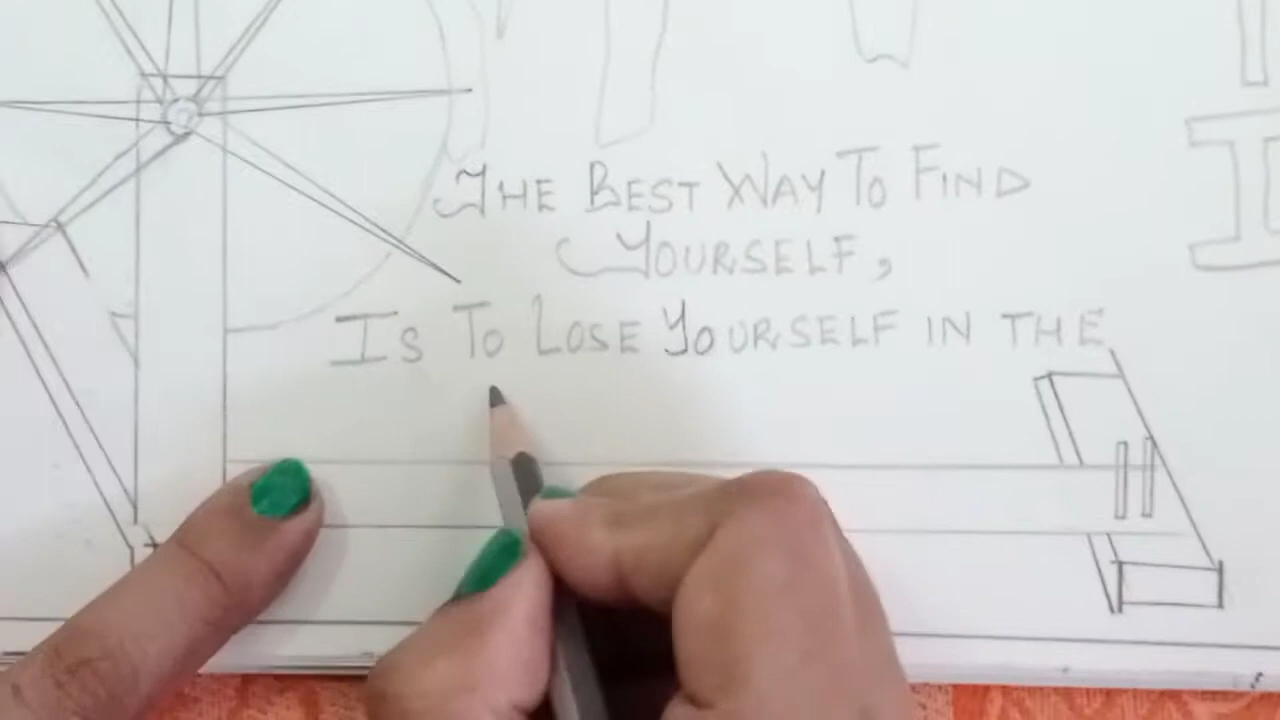 THE BEST WAY TO FIND
YOURSELF,
IS TO LOSE YOURSELF IN THE